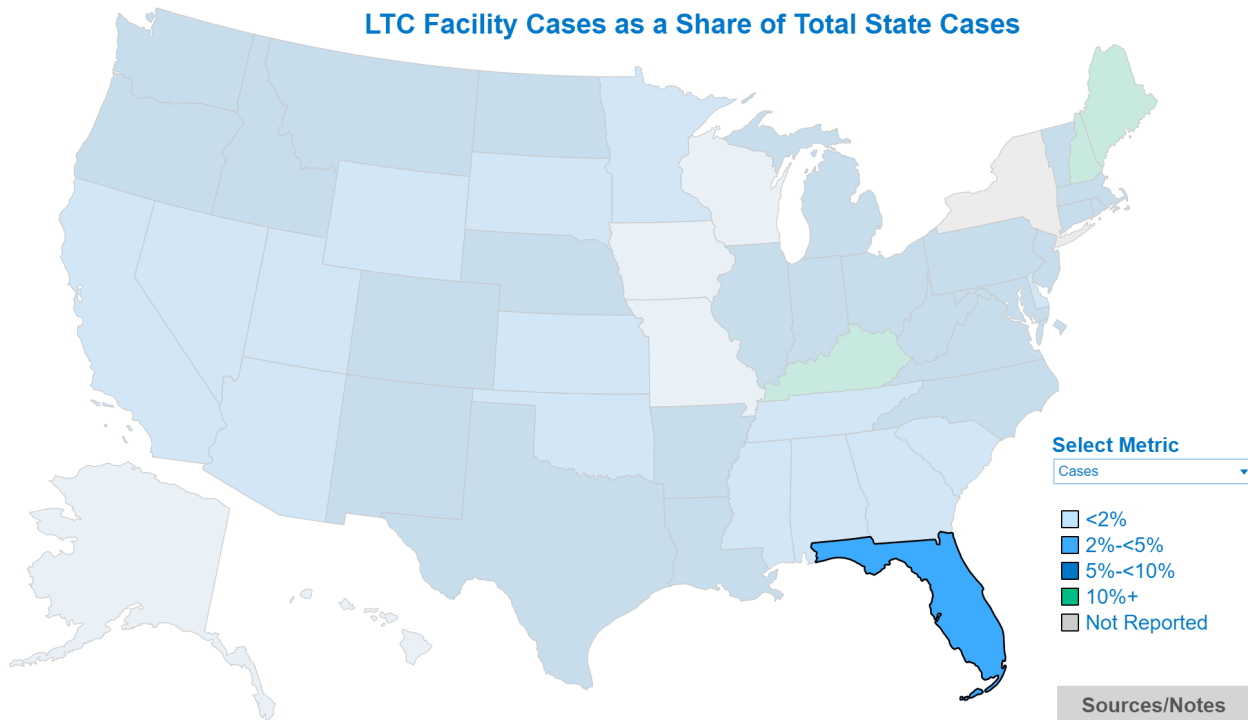 LTC Facility Cases as a Share of Total State Cases
Select Metric
Cases
<2%
2%-<5%
5%-<10%
10%+
Not Reported
Sources/Notes